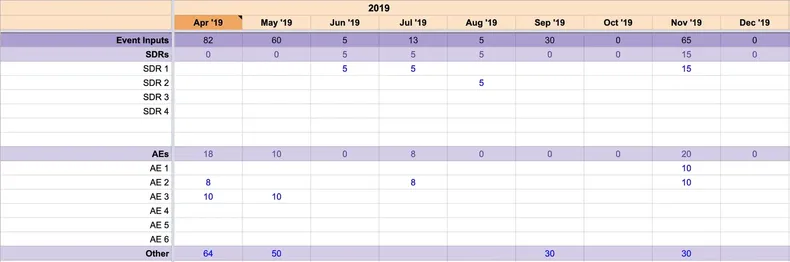 2019
Apr '19 May '19 Jun '19 Jul '19 Aug '19 Sep '19 Oct '19 Nov '19 Dec '19
Event Inputs 82 60 5 13 5 30 0 65 0
SDRs 0 0 5 5 5 0 0 15 0
SDR 1 5 5 15
SDR 2 5
SDR 3
SDR 4
AEs 18 10 0 8 0 0 0 20 0
AE 1 10
AE 2 8 8 10
AE 3 10 10
AE 4
AE 5
AE 6
Other 64 50 30 30